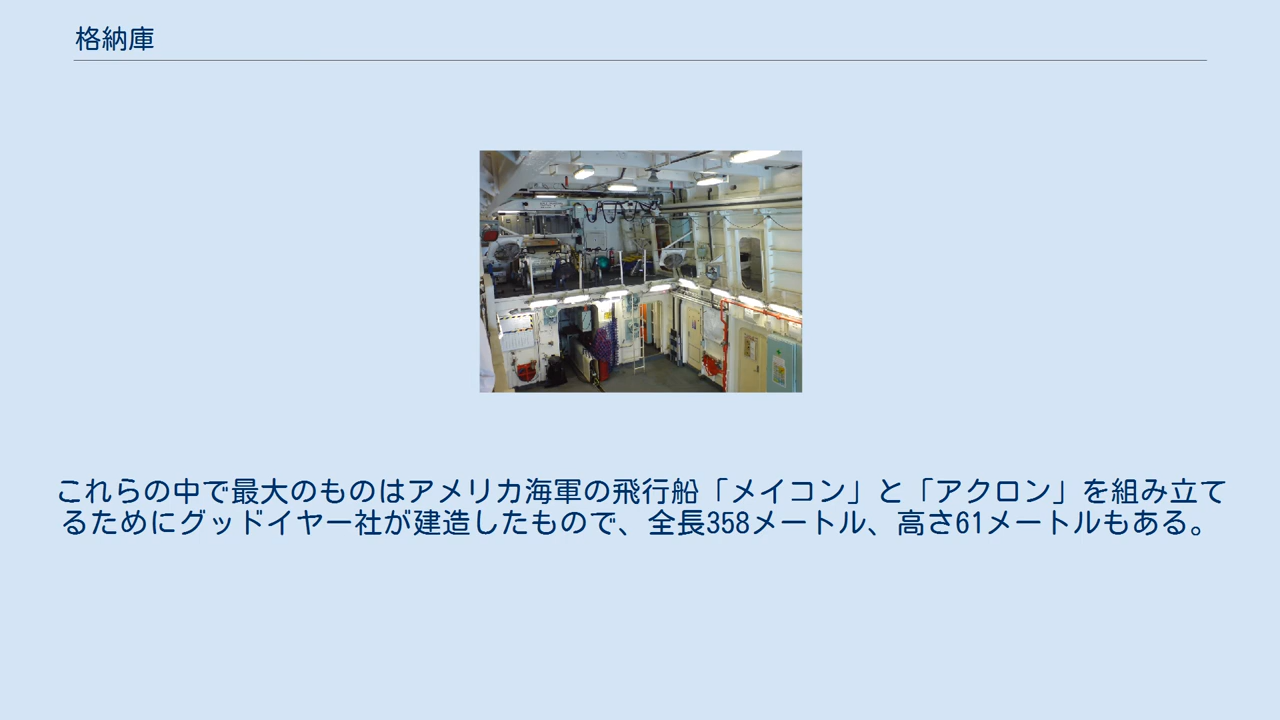 格納庫
これらの中で最大のものはアメリカ海軍の飛行船「メイコン」と「アクロン」を組み立て
るためにグッドイヤー社が建造したもので、全長358メートル、高さ61メートルもある。